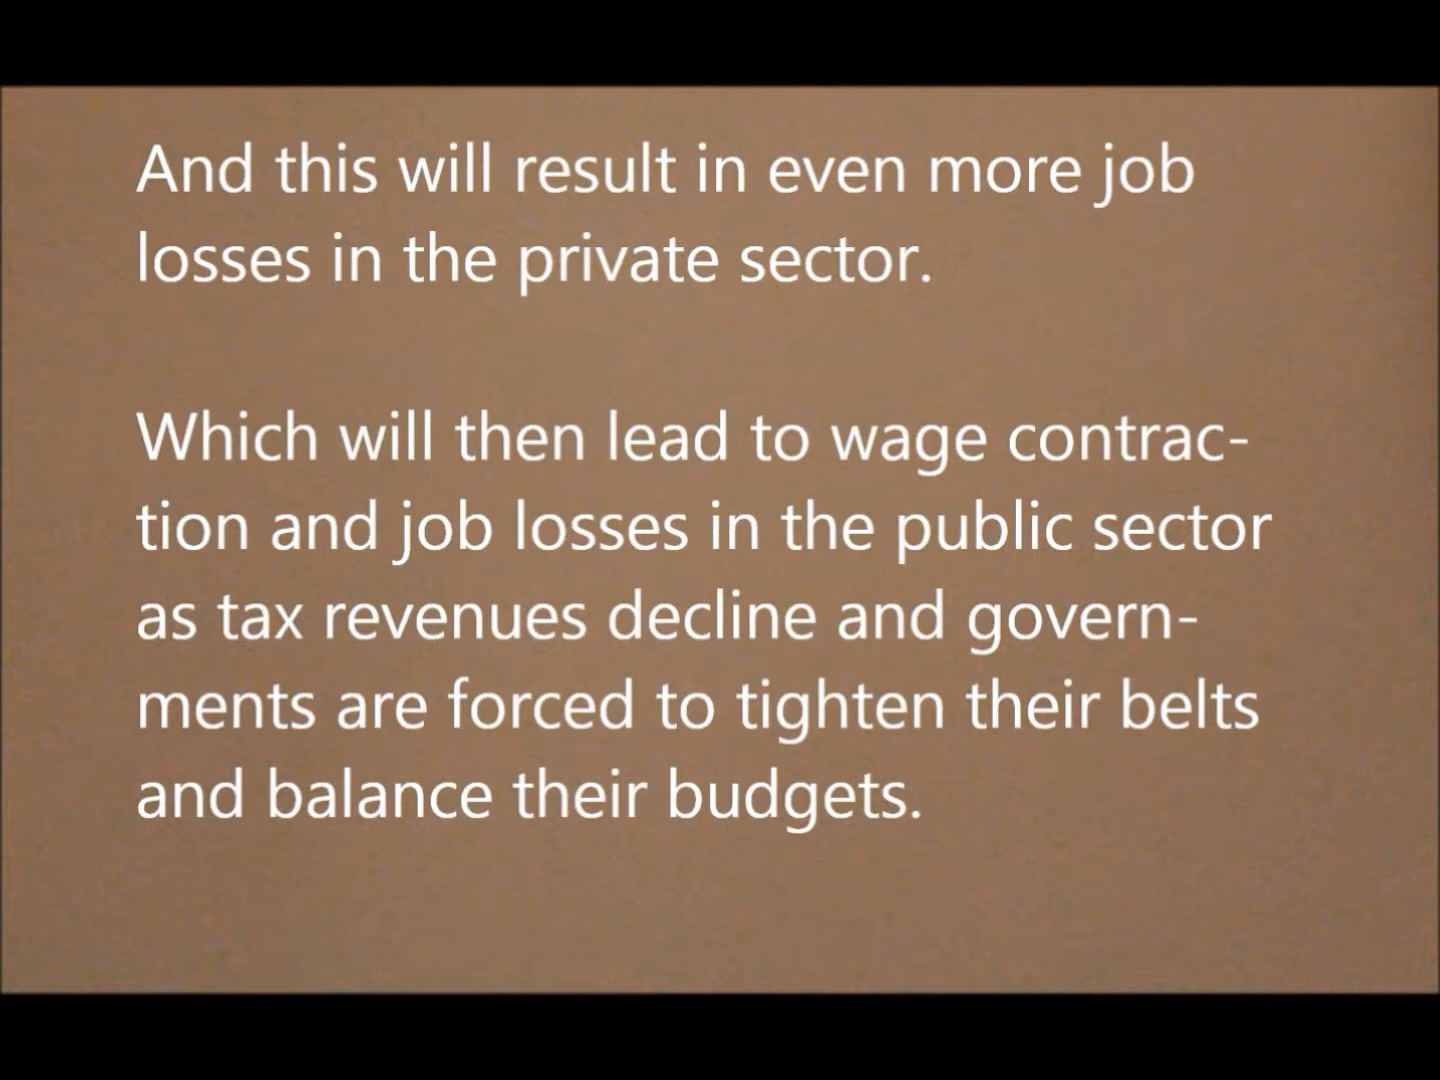 And this will result in even more job
losses in the private sector.
Which will then lead to wage contrac-
tion and job losses in the public sector
as tax revenues decline and govern-
ments are forced to tighten their belts
and balance their budgets.